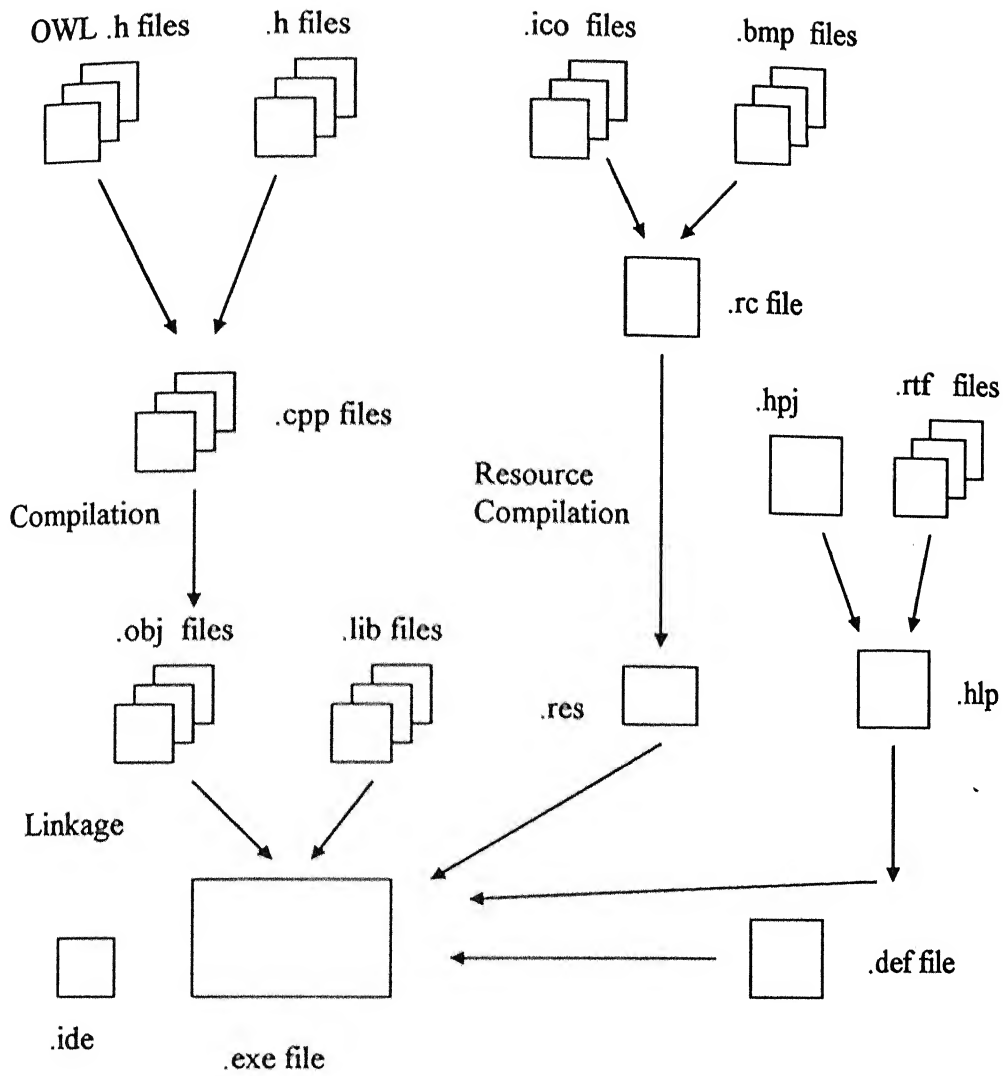 OWL .h files
.h files
.ico files
.bmp files
.rc file
.cpp files
.hpj
.rtf files
Compilation
Resource
Compilation
.obj files
.lib files
.res
.hlp
Linkage
.def file
.ide
.exe file